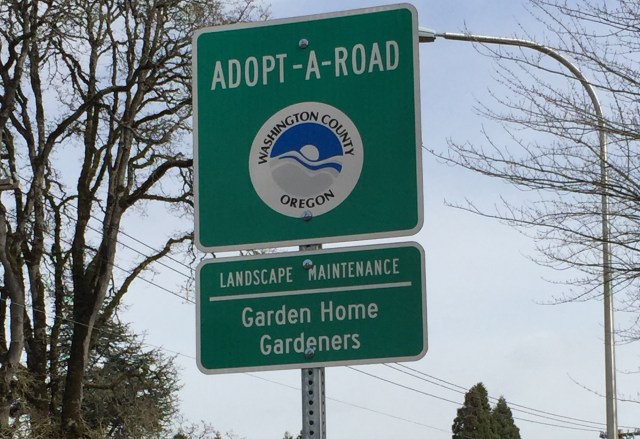 ADOPT-A-ROAD
WASHINGTON COUNTY
OREGON
LANDSCAPE MAINTENANCE
Garden Home
Gardeners